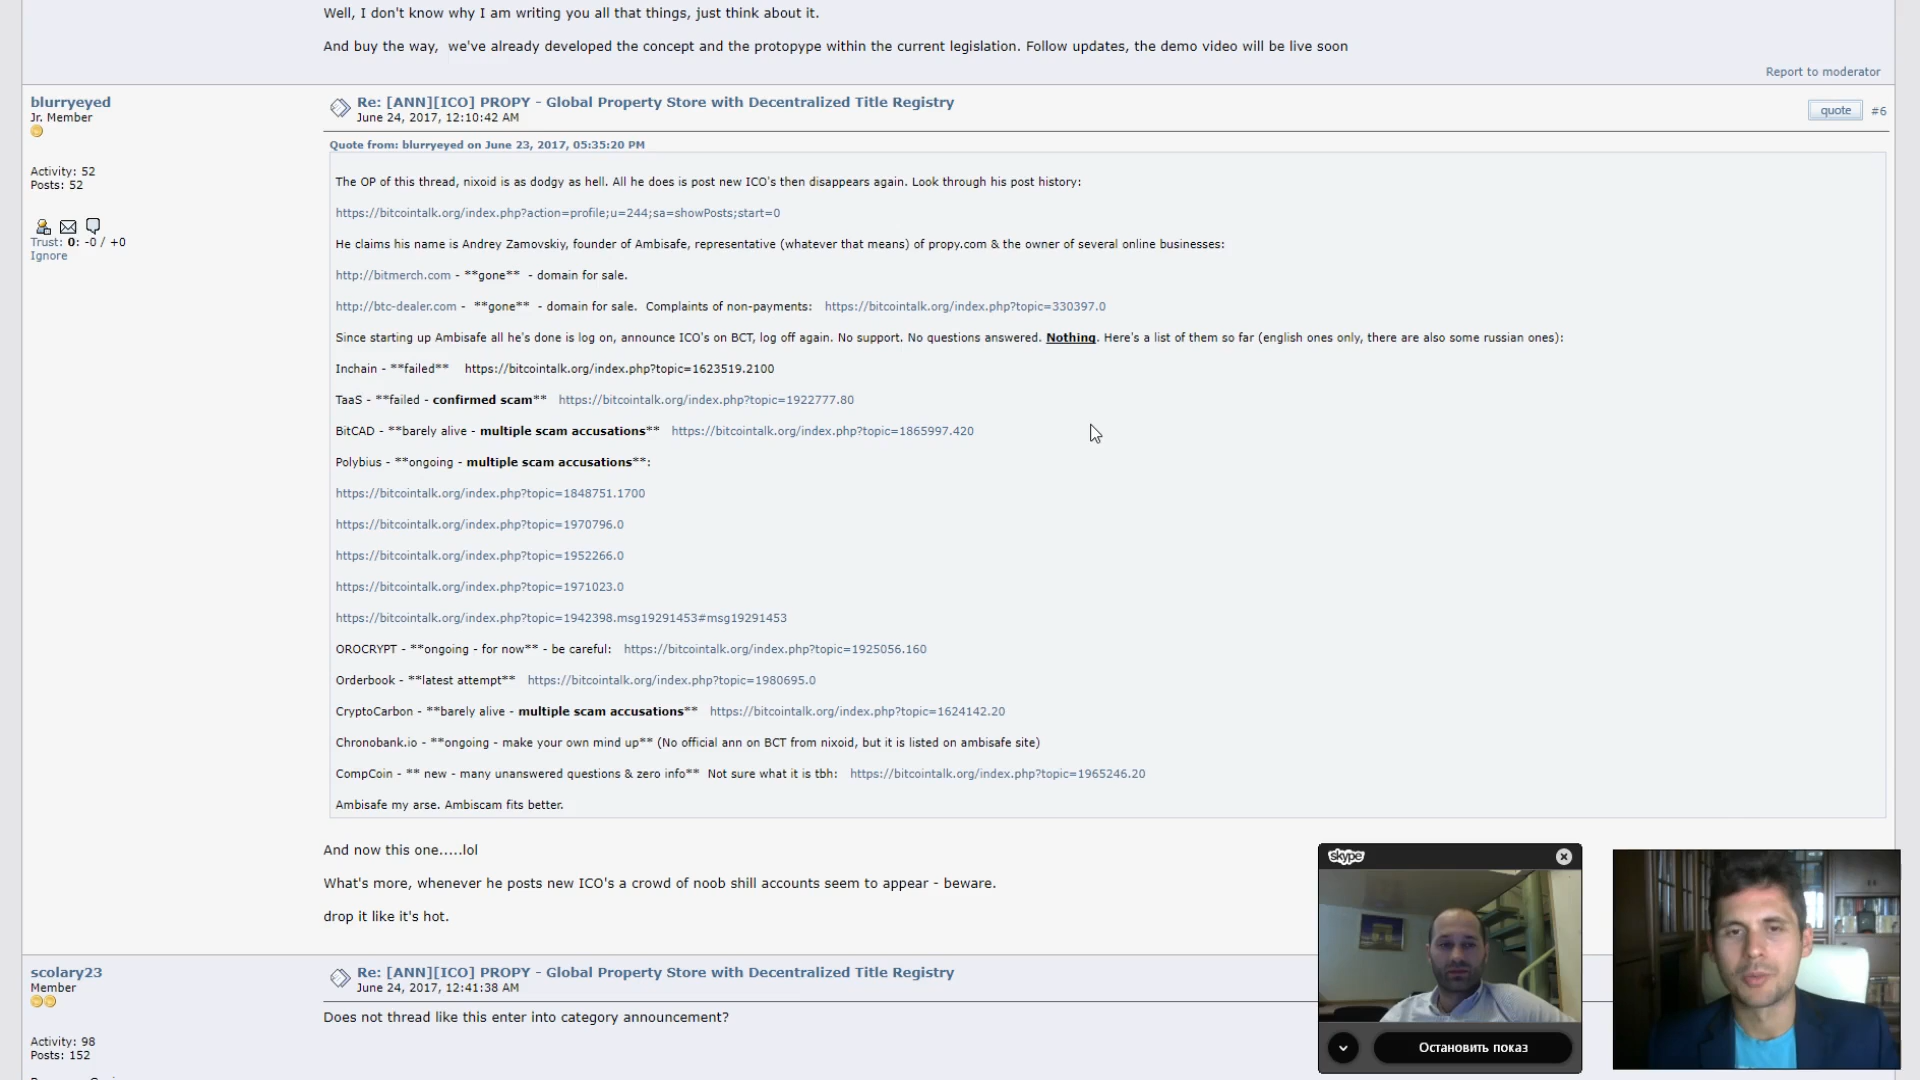 Well, I don't know why I am writing you all that things, just think about it.
And buy the way,  we've already developed the concept and the protopype within the current legislation. Follow updates, the demo video will be live soon
Report to moderator
blurryeyed
Jr. Member
Activity: 52
Posts: 52
Trust: 0: -0 / +0
Ignore
Re: [ANN][ICO] PROPY - Global Property Store with Decentralized Title Registry
June 24, 2017, 12:10:42 AM
quote #6
Quote from: blurryeyed on June 23, 2017, 05:35:20 PM
The OP of this thread, nixoid is as dodgy as hell. All he does is post new ICO's then disappears again. Look through his post history:
https://bitcointalk.org/index.php?action=profile;u=244;sa=showPosts;start=0
He claims his name is Andrey Zamovskiy, founder of Ambisafe, representative (whatever that means) of propy.com & the owner of several online businesses:
http://bitmerch.com - **gone**  - domain for sale.
http://btc-dealer.com -  **gone**  - domain for sale.  Complaints of non-payments:   https://bitcointalk.org/index.php?topic=330397.0
Since starting up Ambisafe all he's done is log on, announce ICO's on BCT, log off again. No support. No questions answered. Nothing. Here's a list of them so far (english ones only, there are also some russian ones):
Inchain - **failed**   https://bitcointalk.org/index.php?topic=1623519.2100
TaaS - **failed - confirmed scam**   https://bitcointalk.org/index.php?topic=1922777.80
BitCAD - **barely alive - multiple scam accusations**   https://bitcointalk.org/index.php?topic=1865997.420
Polybius - **ongoing - multiple scam accusations**:
https://bitcointalk.org/index.php?topic=1848751.1700
https://bitcointalk.org/index.php?topic=1970796.0
https://bitcointalk.org/index.php?topic=1952266.0
https://bitcointalk.org/index.php?topic=1971023.0
https://bitcointalk.org/index.php?topic=1942398.msg19291453#msg19291453
OROCRYPT - **ongoing - for now** - be careful:   https://bitcointalk.org/index.php?topic=1925056.160
Orderbook - **latest attempt**   https://bitcointalk.org/index.php?topic=1980695.0
CryptoCarbon - **barely alive - multiple scam accusations**   https://bitcointalk.org/index.php?topic=1624142.20
Chronobank.io - **ongoing - make your own mind up** (No official ann on BCT from nixoid, but it is listed on ambisafe site)
CompCoin - ** new - many unanswered questions & zero info**  Not sure what it is tbh:   https://bitcointalk.org/index.php?topic=1965246.20
Ambisafe my arse. Ambiscam fits better.
And now this one.....lol
What's more, whenever he posts new ICO's a crowd of noob shill accounts seem to appear - beware.
drop it like it's hot.
scolary23
Member
Activity: 98
Posts: 152
Re: [ANN][ICO] PROPY - Global Property Store with Decentralized Title Registry
June 24, 2017, 12:41:38 AM
Does not thread like this enter into category announcement?
skype
Остановить показ